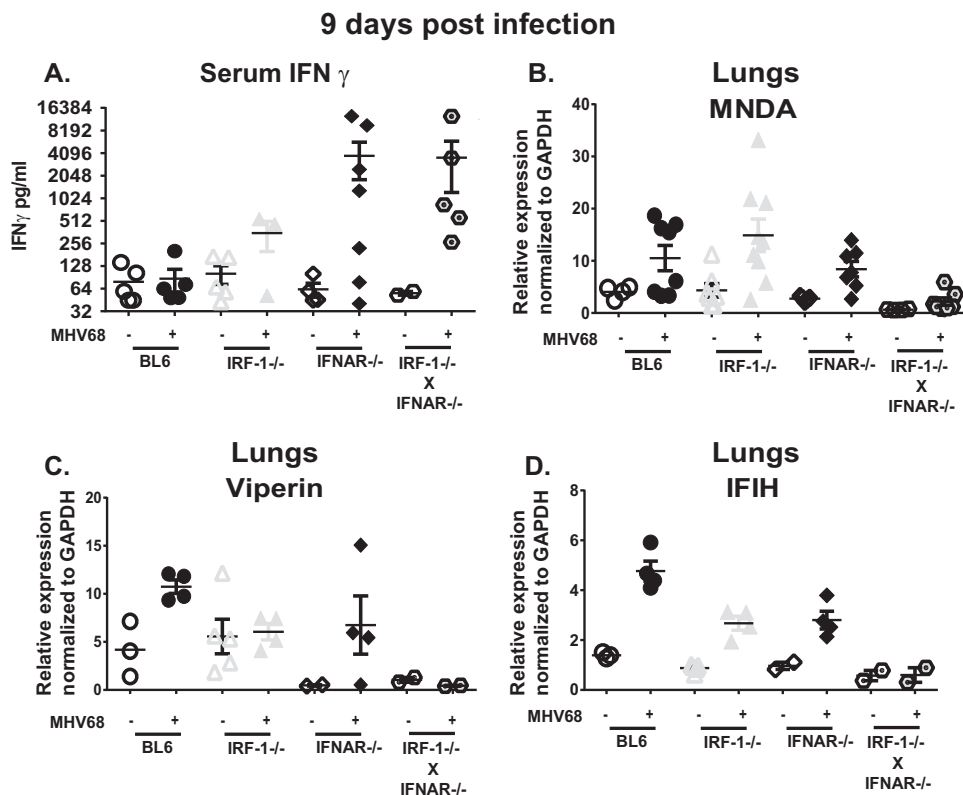 9 days post infection
A.
Serum IFN γ
IFNγ pg/ml
16384
8192
4096
2048
1024
512
256
128
64
32
MHV68 - + - + - + - +
BL6 IRF-1-/- IFNAR-/- IRF-1-/-
X
IFNAR-/-
B.
Lungs
MNDA
Relative expression
normalized to GAPDH
40
30
20
10
0
MHV68 - + - + - + - +
BL6 IRF-1-/- IFNAR-/- IRF-1-/-
X
IFNAR-/-
C.
Lungs
Viperin
Relative expression
normalized to GAPDH
20
15
10
5
0
MHV68 - + - + - + - +
BL6 IRF-1-/- IFNAR-/- IRF-1-/-
X
IFNAR-/-
D.
Lungs
IFIH
Relative expression
normalized to GAPDH
8
6
4
2
0
MHV68 - + - + - + - +
BL6 IRF-1-/- IFNAR-/- IRF-1-/-
X
IFNAR-/-